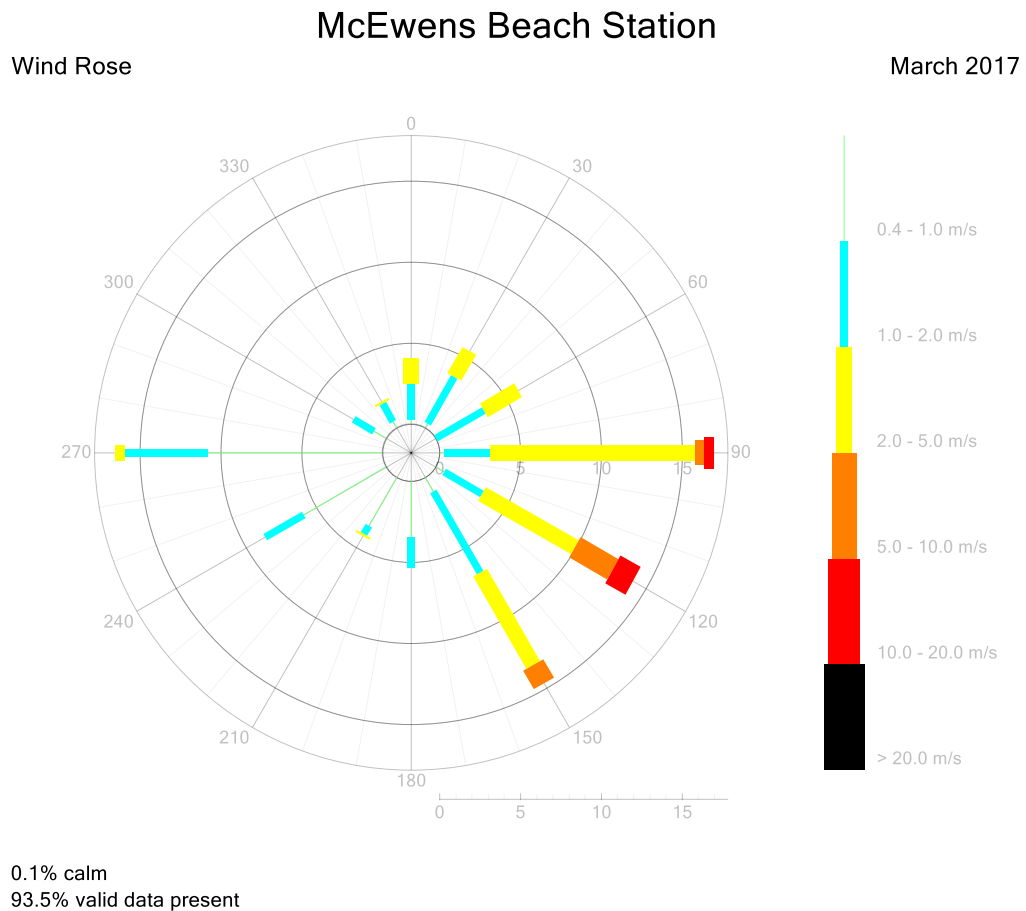 McEwens Beach Station
Wind Rose
March 2017
0
330
30
300
60
270
0
5
10
15
90
240
120
210
150
180
0
5
10
15
0.4 - 1.0 m/s
1.0 - 2.0 m/s
2.0 - 5.0 m/s
5.0 - 10.0 m/s
10.0 - 20.0 m/s
> 20.0 m/s
0.1% calm
93.5% valid data present